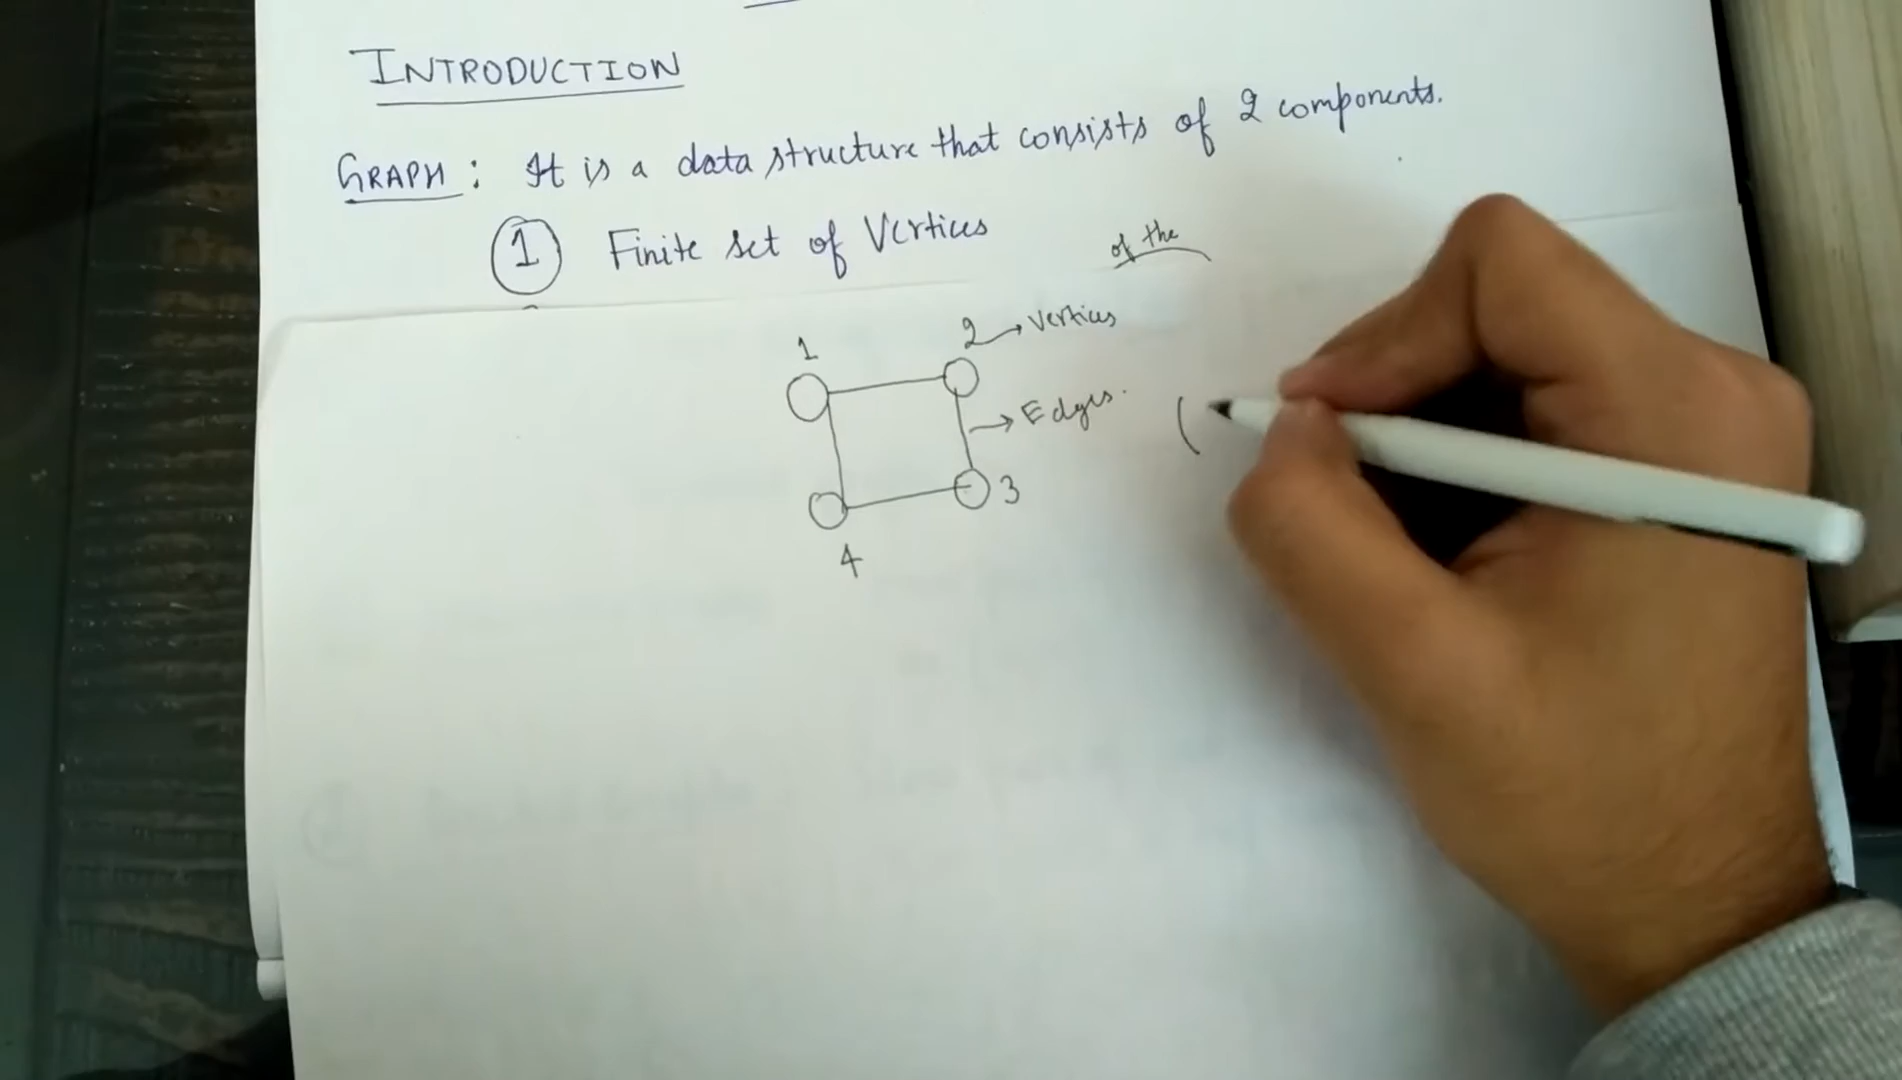 INTRODUCTION
GRAPH : It is a data structure that consists of 2 components.
1 Finite set of Vertices
of the
1
2 → Vertices
→ Edges.
3
4
(